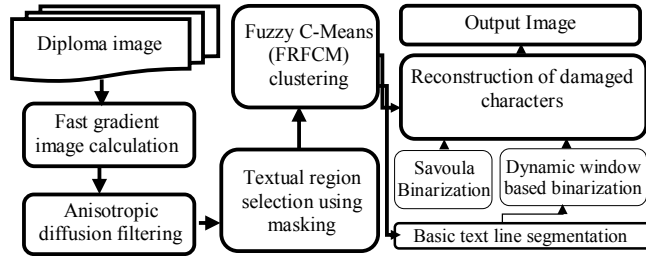 Diploma image
Fast gradient
image calculation
Anisotropic
diffusion filtering
Textual region
selection using
masking
Fuzzy C-Means
(FRFCM)
clustering
Output Image
Reconstruction of damaged
characters
Savoula
Binarization
Dynamic window
based binarization
Basic text line segmentation